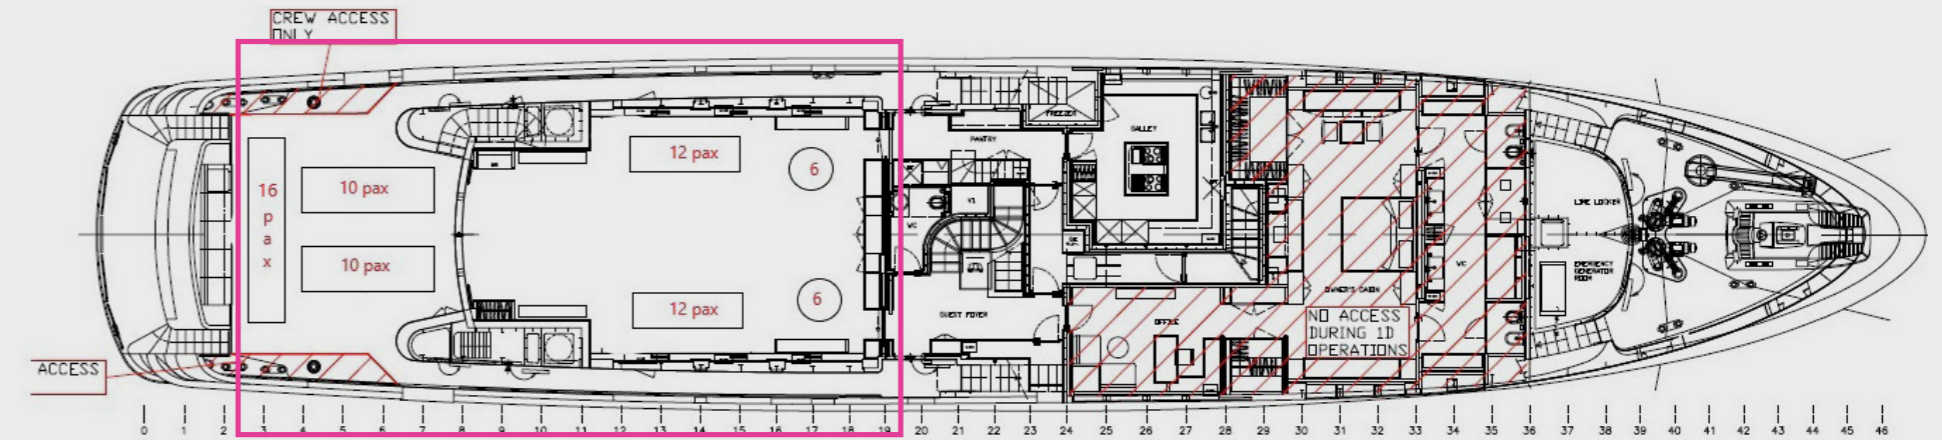 CREW ACCESS
ONLY
FREEZER
PANTRY
GALLEY
12 pax
6
16
p
a
x
10 pax
10 pax
12 pax
6
WC
GUEST FOYER
OFFICE
OWNER'S CABIN
NO ACCESS
DURING 1D
OPERATIONS
WC
LINE LOCKER
EMERGENCY
GENERATOR
ROOM
ACCESS
0 1 2 3 4 5 6 7 8 9 10 11 12 13 14 15 16 17 18 19 20 21 22 23 24 25 26 27 28 29 30 31 32 33 34 35 36 37 38 39 40 41 42 43 44 45 46